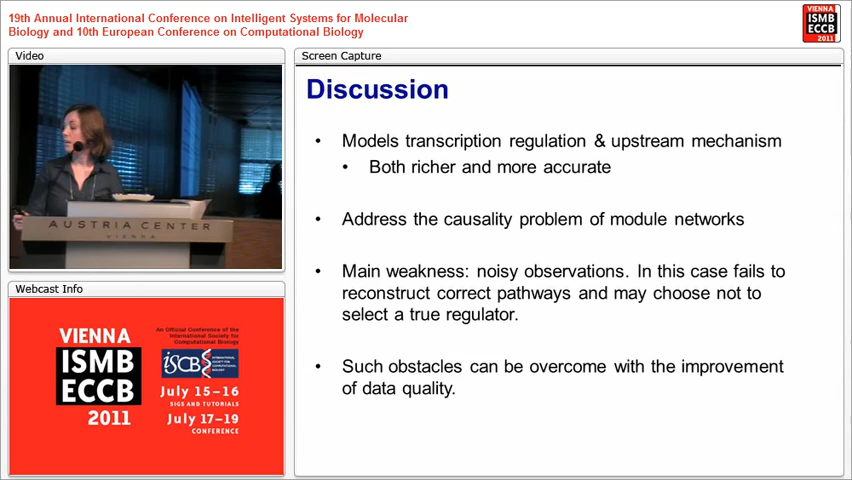 19th Annual International Conference on Intelligent Systems for Molecular
Biology and 10th European Conference on Computational Biology
VIENNA
ISMB
ECCB
2011
Video
Screen Capture
AUSTRIA CENTER
VIENNA
Discussion
• Models transcription regulation & upstream mechanism
• Both richer and more accurate
• Address the causality problem of module networks
• Main weakness: noisy observations. In this case fails to
reconstruct correct pathways and may choose not to
select a true regulator.
• Such obstacles can be overcome with the improvement
of data quality.
Webcast Info
VIENNA
ISMB
ECCB
2011
An Official Conference of the
International Society for
Computational Biology
ISCB
INTERNATIONAL
SOCIETY FOR
COMPUTATIONAL
BIOLOGY
July 15–16
SIGS AND TUTORIALS
July 17–19
CONFERENCE